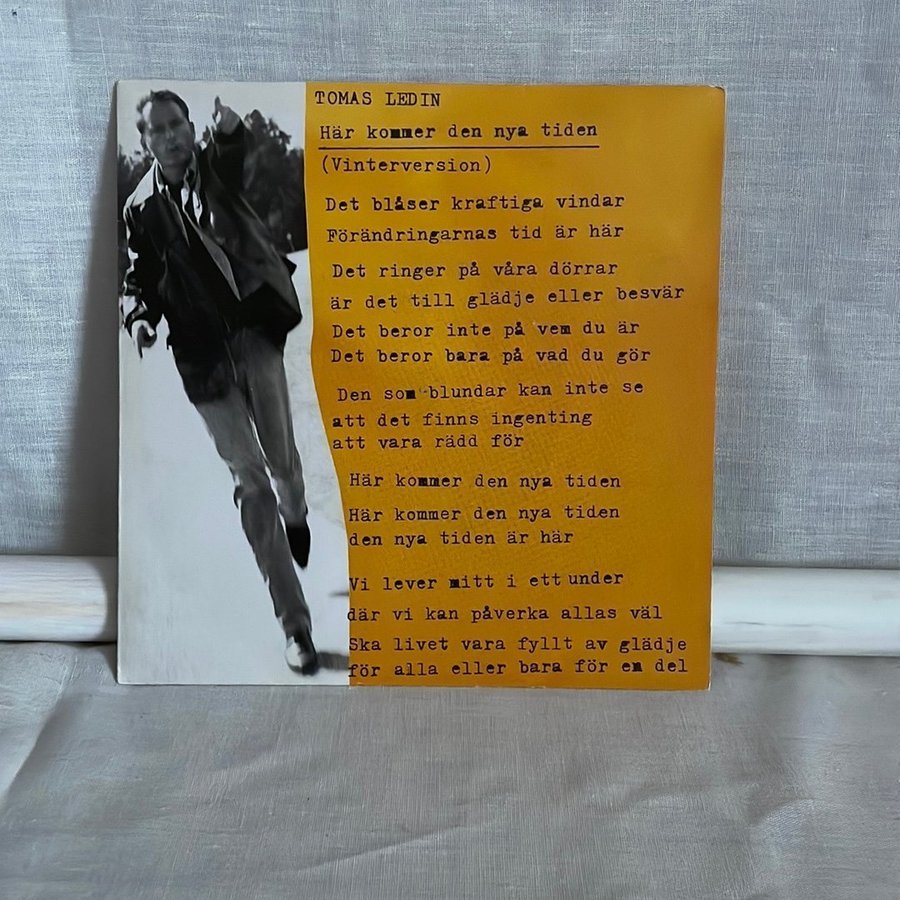 TOMAS LEDIN
Här kommer den nya tiden
(Vinterversion)
Det blåser kraftiga vindar
Förändringarnas tid är här
Det ringer på våra dörrar
är det till glädje eller besvär
Det beror inte på vem du är
Det beror bara på vad du gör
Den som blundar kan inte se
att det finns ingenting
att vara rädd för
Här kommer den nya tiden
Här kommer den nya tiden
den nya tiden är här
Vi lever mitt i ett under
där vi kan påverka allas väl
Ska livet vara fyllt av glädje
för alla eller bara för em del